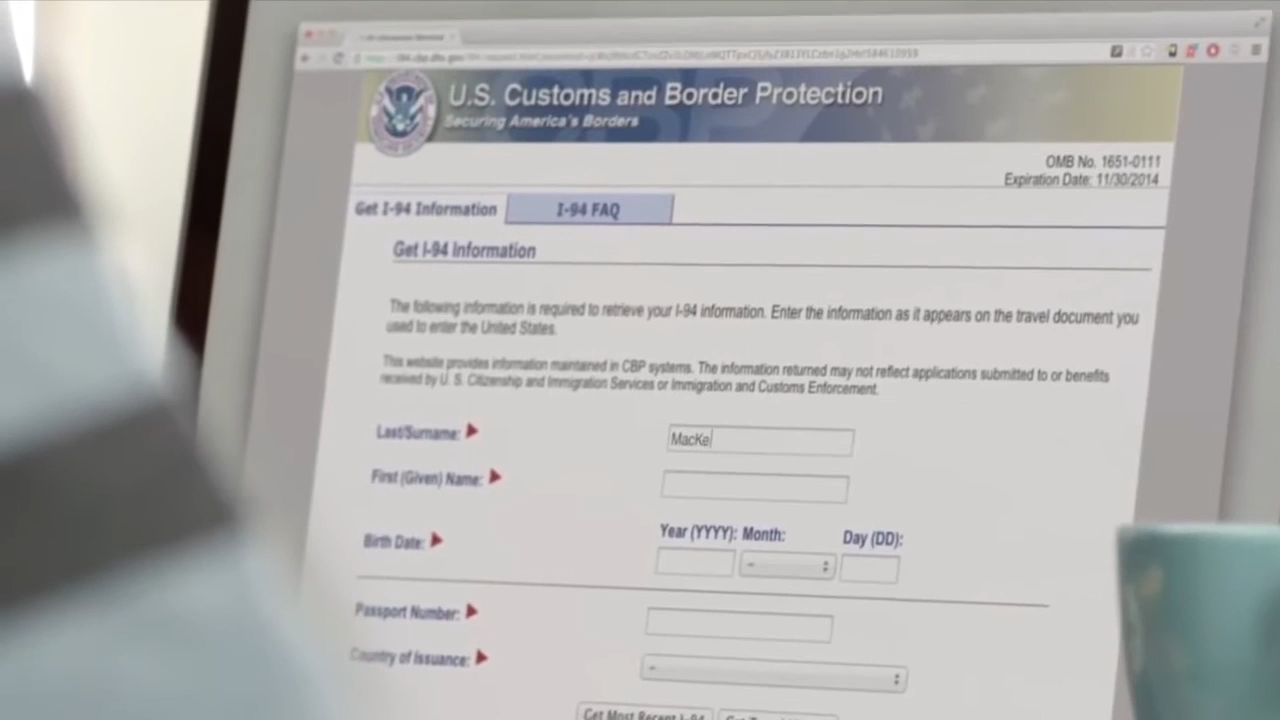 U.S. Customs and Border Protection
Securing America's Borders
OMB No. 1651-0111
Expiration Date: 11/30/2014
Get I-94 Information
I-94 FAQ
Get I-94 Information
The following information is required to retrieve your I-94 information. Enter the information as it appears on the travel document you
used to enter the United States.
This website provides information maintained in CBP systems. The information returned may not reflect applications submitted to or benefits
received by U. S. Citizenship and Immigration Services or Immigration and Customs Enforcement.
Last/Surname: MacKe
First (Given) Name:
Year (YYYY): Month: Day (DD):
Birth Date:
Passport Number:
Country of Issuance:
Get Most Recent I-94